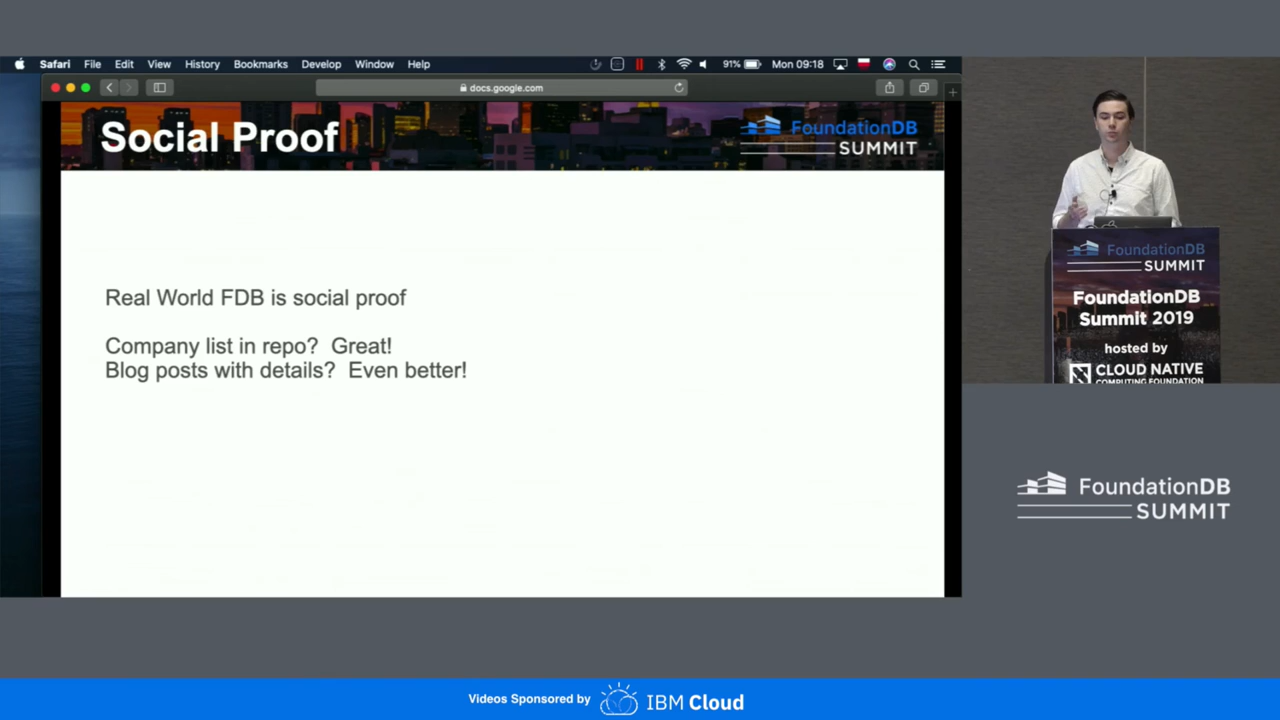 Safari File Edit View History Bookmarks Develop Window Help
91% Mon 09:18
docs.google.com
Social Proof
FoundationDB
SUMMIT
Real World FDB is social proof
Company list in repo? Great!
Blog posts with details? Even better!
FoundationDB
SUMMIT
FoundationDB
Summit 2019
hosted by
CLOUD NATIVE
COMPUTING FOUNDATION
FoundationDB
SUMMIT
Videos Sponsored by IBM Cloud